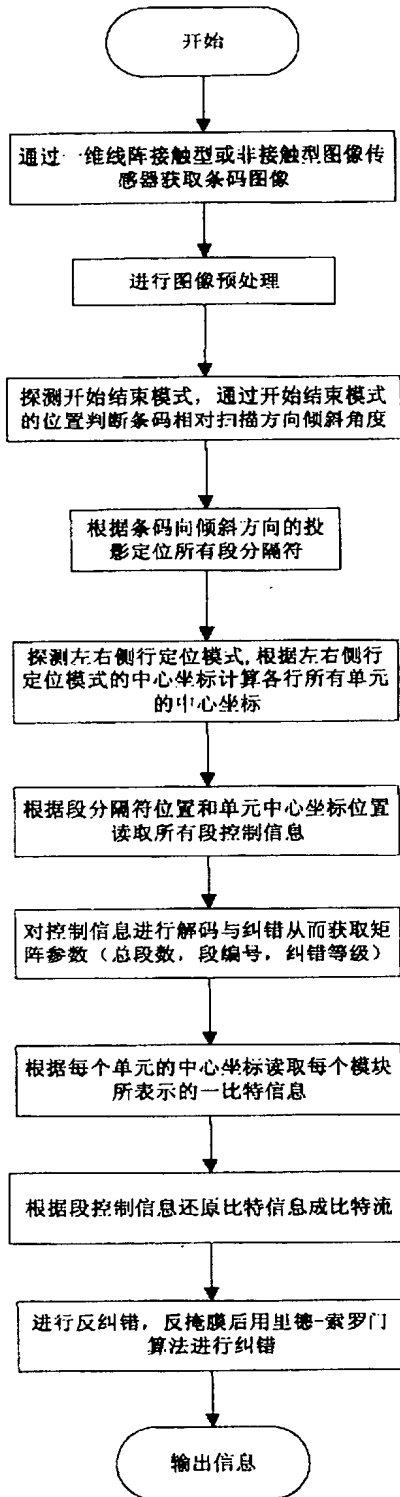 开始
通过一维线阵接触型或非接触型图像传
感器获取条码图像
进行图像预处理
探测开始结束模式，通过开始结束模式
的位置判断条码相对扫描方向倾斜角度
根据条码向倾斜方向的投
影定位所有段分隔符
探测左右侧行定位模式,根据左右侧行
定位模式的中心坐标计算各行所有单元
的中心坐标
根据段分隔符位置和单元中心坐标位置
读取所有段控制信息
对控制信息进行解码与纠错从而获取矩
阵参数（总段数，段编号，纠错等级）
根据每个单元的中心坐标读取每个模块
所表示的一比特信息
根据段控制信息还原比特信息成比特流
进行反纠错，反掩膜后用里德-索罗门
算法进行纠错
输出信息